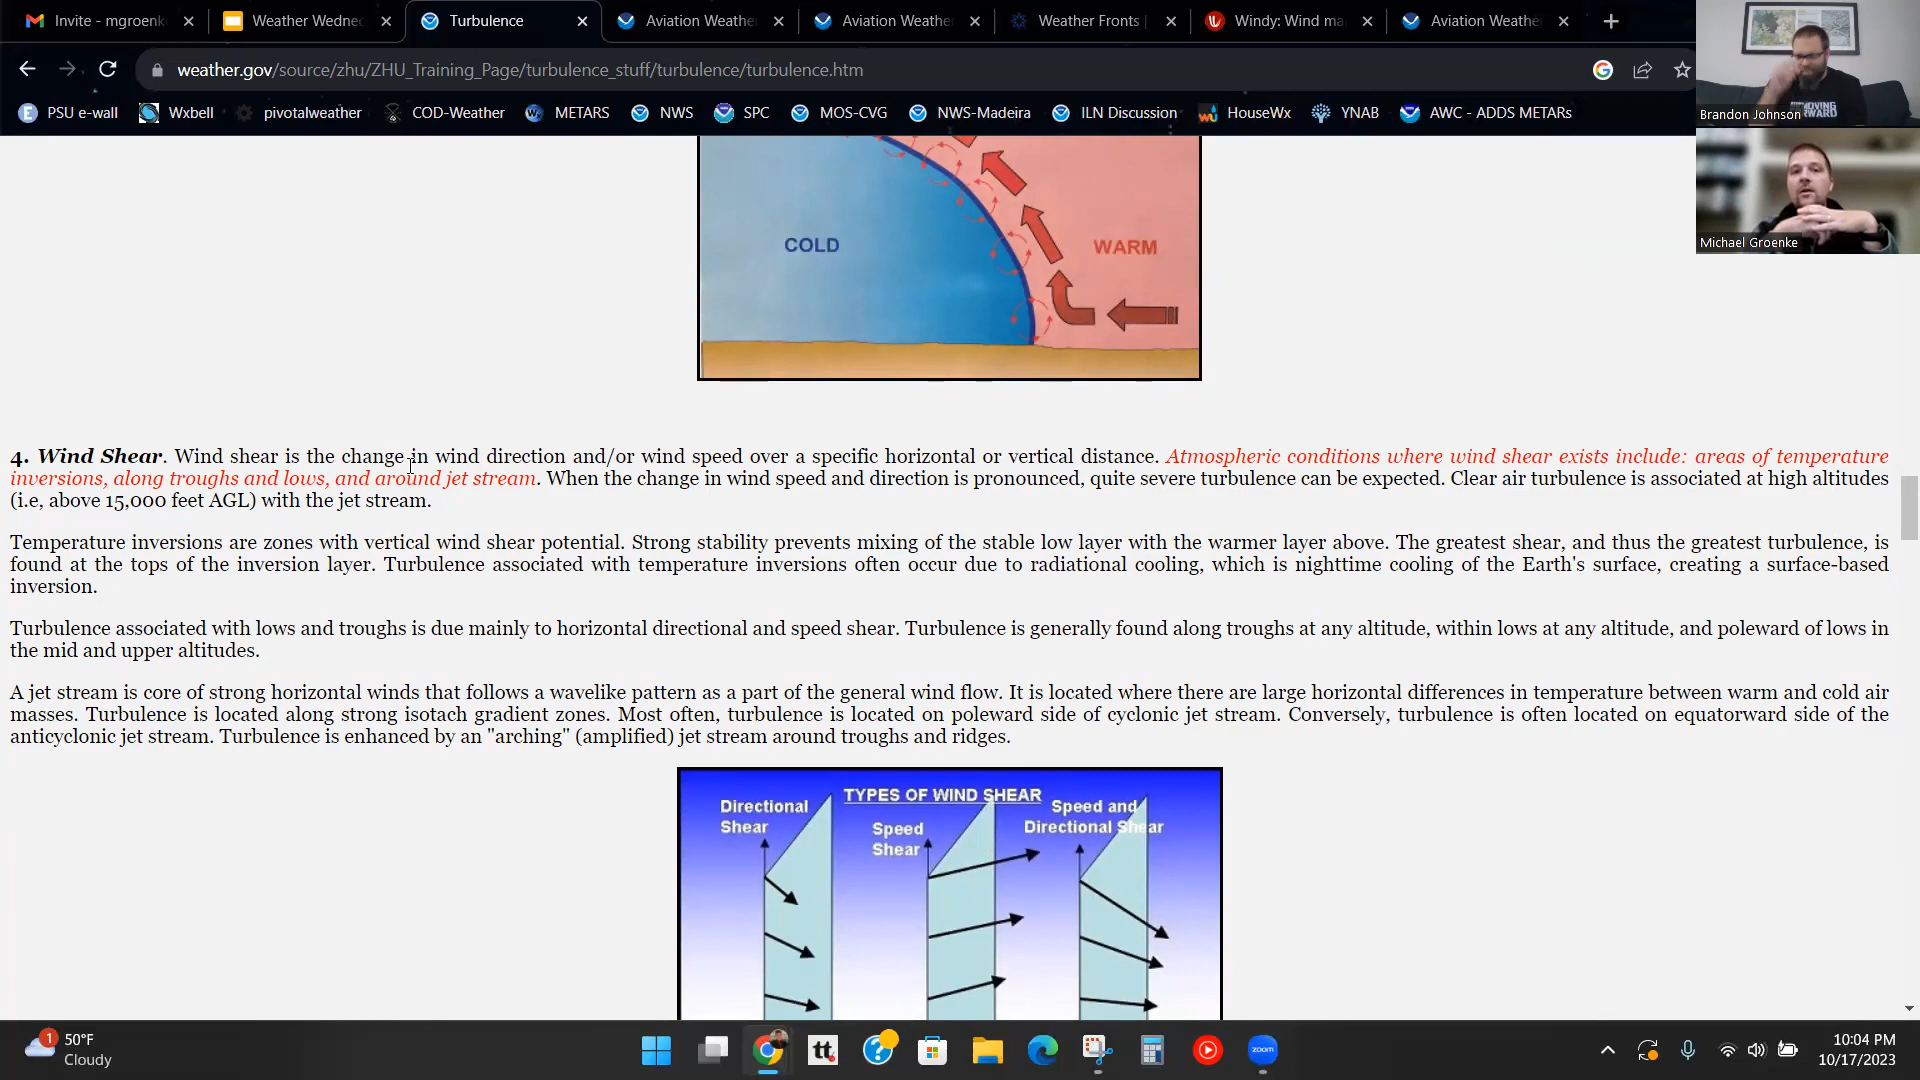 Invite - mgroenk
Weather Wednes
Turbulence
Aviation Weathe
Aviation Weathe
Weather Fronts |
Windy: Wind ma
Aviation Weathe
weather.gov/source/zhu/ZHU_Training_Page/turbulence_stuff/turbulence/turbulence.htm
PSU e-wall
Wxbell
pivotalweather
COD-Weather
METARS
NWS
SPC
MOS-CVG
NWS-Madeira
ILN Discussion
HouseWx
YNAB
AWC - ADDS METARs
MOVING
Brandon Johnson
Michael Groenke
COLD
WARM
4. Wind Shear. Wind shear is the change in wind direction and/or wind speed over a specific horizontal or vertical distance. Atmospheric conditions where wind shear exists include: areas of temperature
inversions, along troughs and lows, and around jet stream. When the change in wind speed and direction is pronounced, quite severe turbulence can be expected. Clear air turbulence is associated at high altitudes
(i.e, above 15,000 feet AGL) with the jet stream.
Temperature inversions are zones with vertical wind shear potential. Strong stability prevents mixing of the stable low layer with the warmer layer above. The greatest shear, and thus the greatest turbulence, is
found at the tops of the inversion layer. Turbulence associated with temperature inversions often occur due to radiational cooling, which is nighttime cooling of the Earth's surface, creating a surface-based
inversion.
Turbulence associated with lows and troughs is due mainly to horizontal directional and speed shear. Turbulence is generally found along troughs at any altitude, within lows at any altitude, and poleward of lows in
the mid and upper altitudes.
A jet stream is core of strong horizontal winds that follows a wavelike pattern as a part of the general wind flow. It is located where there are large horizontal differences in temperature between warm and cold air
masses. Turbulence is located along strong isotach gradient zones. Most often, turbulence is located on poleward side of cyclonic jet stream. Conversely, turbulence is often located on equatorward side of the
anticyclonic jet stream. Turbulence is enhanced by an "arching" (amplified) jet stream around troughs and ridges.
TYPES OF WIND SHEAR
Directional
Shear
Speed
Shear
Speed and
Directional Shear
1
50°F
Cloudy
tt
zoom
10:04 PM
10/17/2023